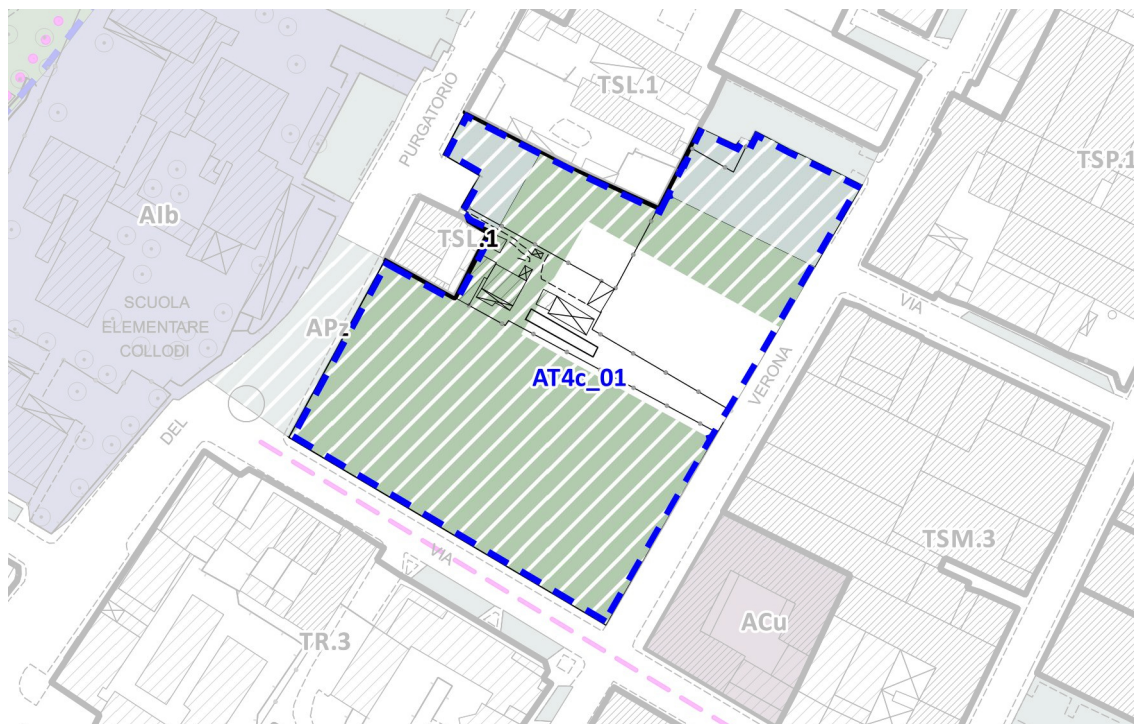 PURGATORIO
TSL.1
TSP.1
AIb
TSL.1
SCUOLA
ELEMENTARE
COLLODI
APz
VIA
AT4c_01
VERONA
DEL
VIA
TSM.3
ACu
TR.3